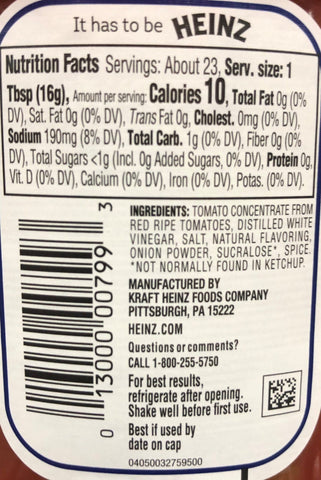 It has to be HEINZ
Nutrition Facts Servings: About 23, Serv. size: 1
Tbsp (16g), Amount per serving: Calories 10, Total Fat 0g (0%
DV), Sat. Fat 0g (0% DV), Trans Fat 0g, Cholest. 0mg (0% DV),
Sodium 190mg (8% DV), Total Carb. 1g (0% DV), Fiber 0g (0%
DV), Total Sugars <1g (Incl. 0g Added Sugars, 0% DV), Protein 0g,
Vit. D (0% DV), Calcium (0% DV), Iron (0% DV), Potas. (0% DV).
INGREDIENTS: TOMATO CONCENTRATE FROM
RED RIPE TOMATOES, DISTILLED WHITE
VINEGAR, SALT, NATURAL FLAVORING,
ONION POWDER, SUCRALOSE*, SPICE.
*NOT NORMALLY FOUND IN KETCHUP.
MANUFACTURED BY
KRAFT HEINZ FOODS COMPANY
PITTSBURGH, PA 15222
HEINZ.COM
Questions or comments?
CALL 1-800-255-5750
For best results,
refrigerate after opening.
Shake well before first use.
Best if used by
date on cap
04050032759500
0 13000 00799 3